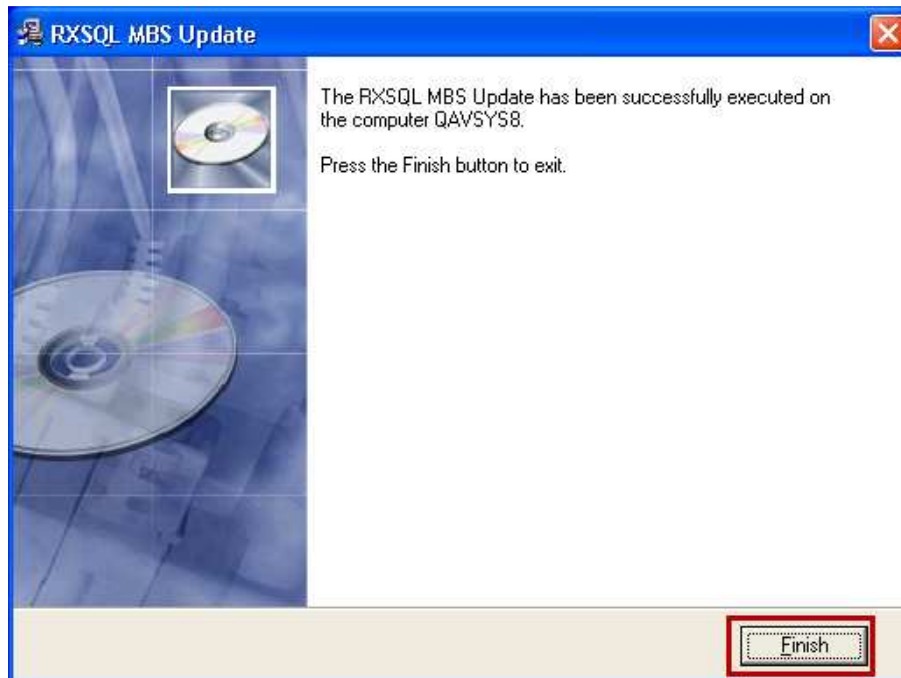 RXSQL MBS Update
The RXSQL MBS Update has been successfully executed on
the computer QAVSYS8.
Press the Finish button to exit.
Finish